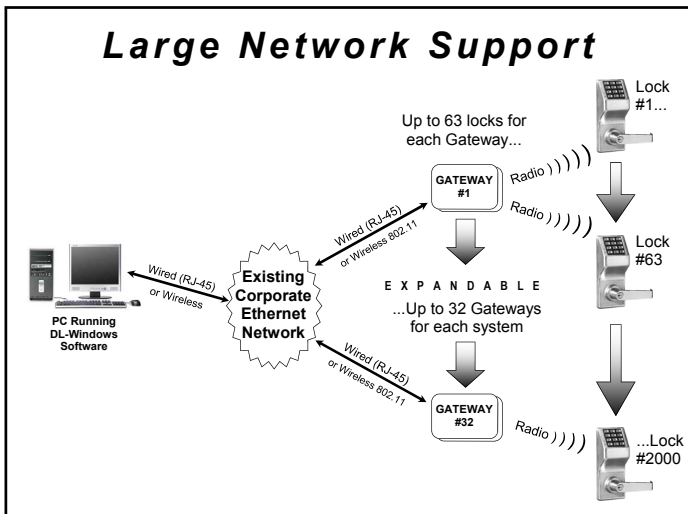 Large Network Support
Lock
#1...
Up to 63 locks for
each Gateway...
GATEWAY
#1
Radio ) ) ) ) )
Radio ) ) ) ) )
Lock
#63
Wired (RJ-45)
or Wireless 802.11
E X P A N D A B L E
...Up to 32 Gateways
for each system
Wired (RJ-45)
or Wireless
Existing
Corporate
Ethernet
Network
PC Running
DL-Windows
Software
Wired (RJ-45)
or Wireless 802.11
GATEWAY
#32
Radio ) ) ) ) )
...Lock
#2000